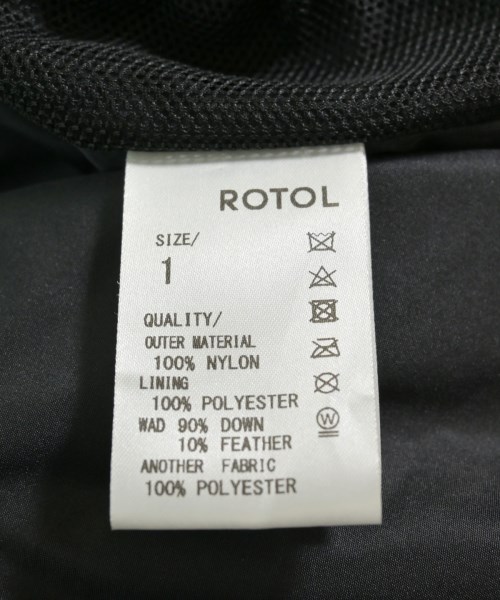 ROTOL
SIZE/
1
QUALITY/
OUTER MATERIAL
100% NYLON
LINING
100% POLYESTER
WAD 90% DOWN
10% FEATHER
ANOTHER FABRIC
100% POLYESTER
W